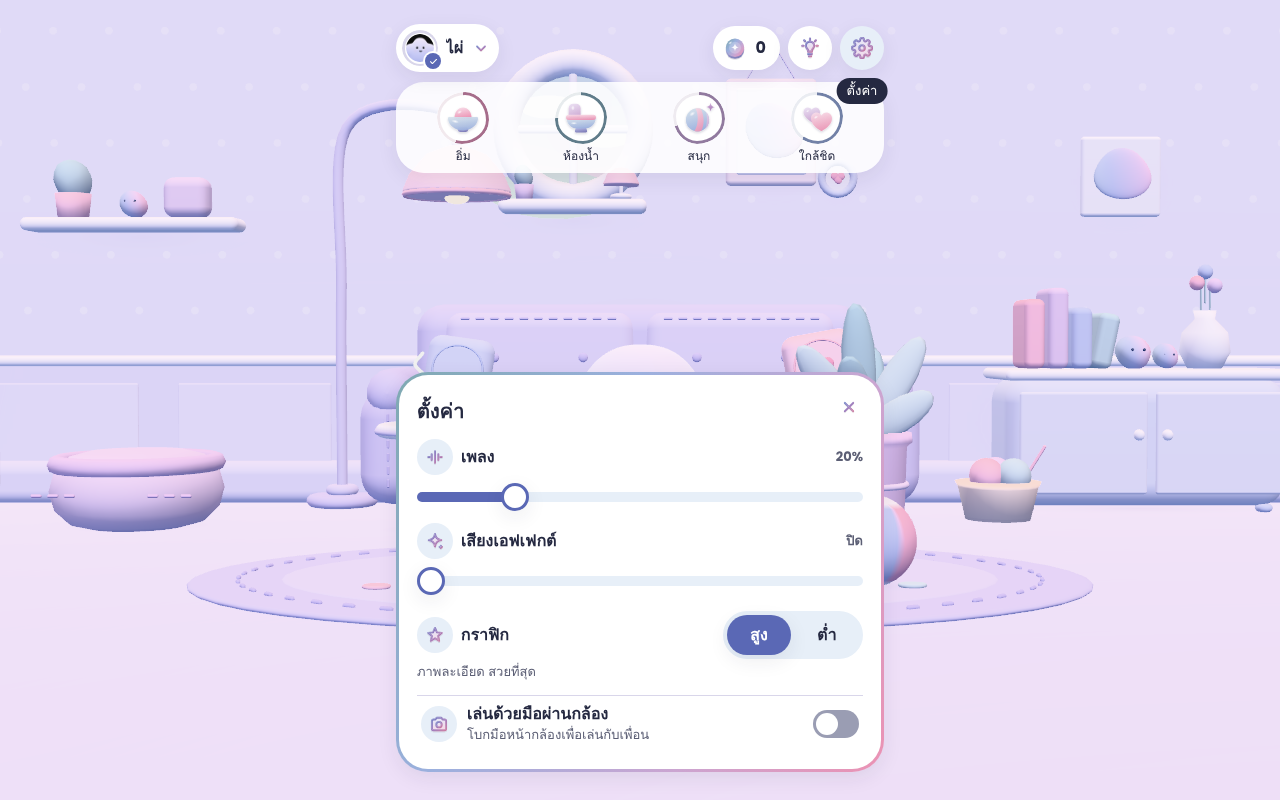 ไผ่
0
ตั้งค่า
อิ่ม
ห้องน้ำ
สนุก
ใกล้ชิด
ตั้งค่า
เพลง
20%
เสียงเอฟเฟกต์
ปิด
กราฟิก
สูง
ต่ำ
ภาพละเอียด สวยที่สุด
เล่นด้วยมือผ่านกล้อง
โบกมือหน้ากล้องเพื่อเล่นกับเพื่อน